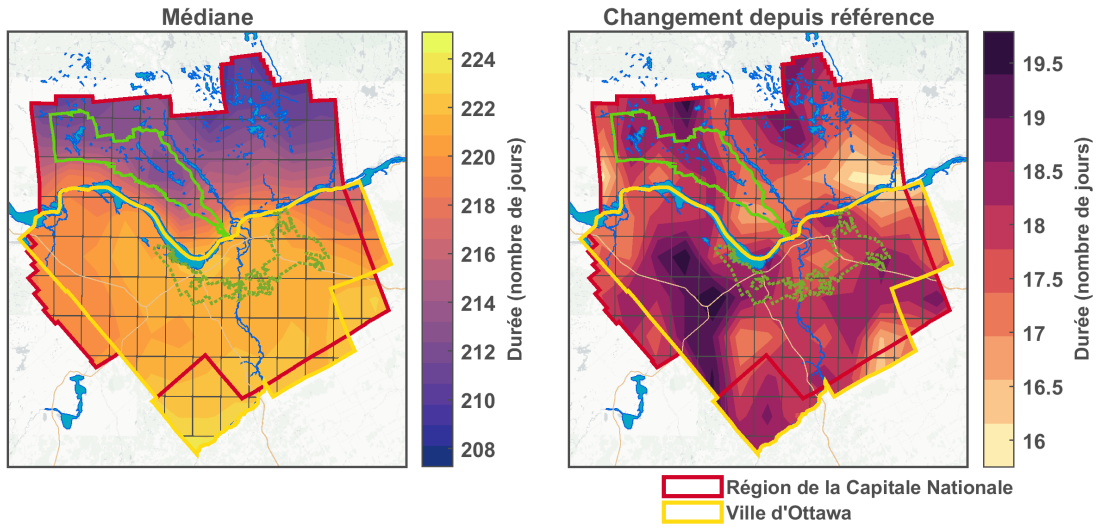 Médiane
224
222
220
218
216
214
212
210
208
Durée (nombre de jours)
Changement depuis référence
19.5
19
18.5
18
17.5
17
16.5
16
Durée (nombre de jours)
Région de la Capitale Nationale
Ville d'Ottawa